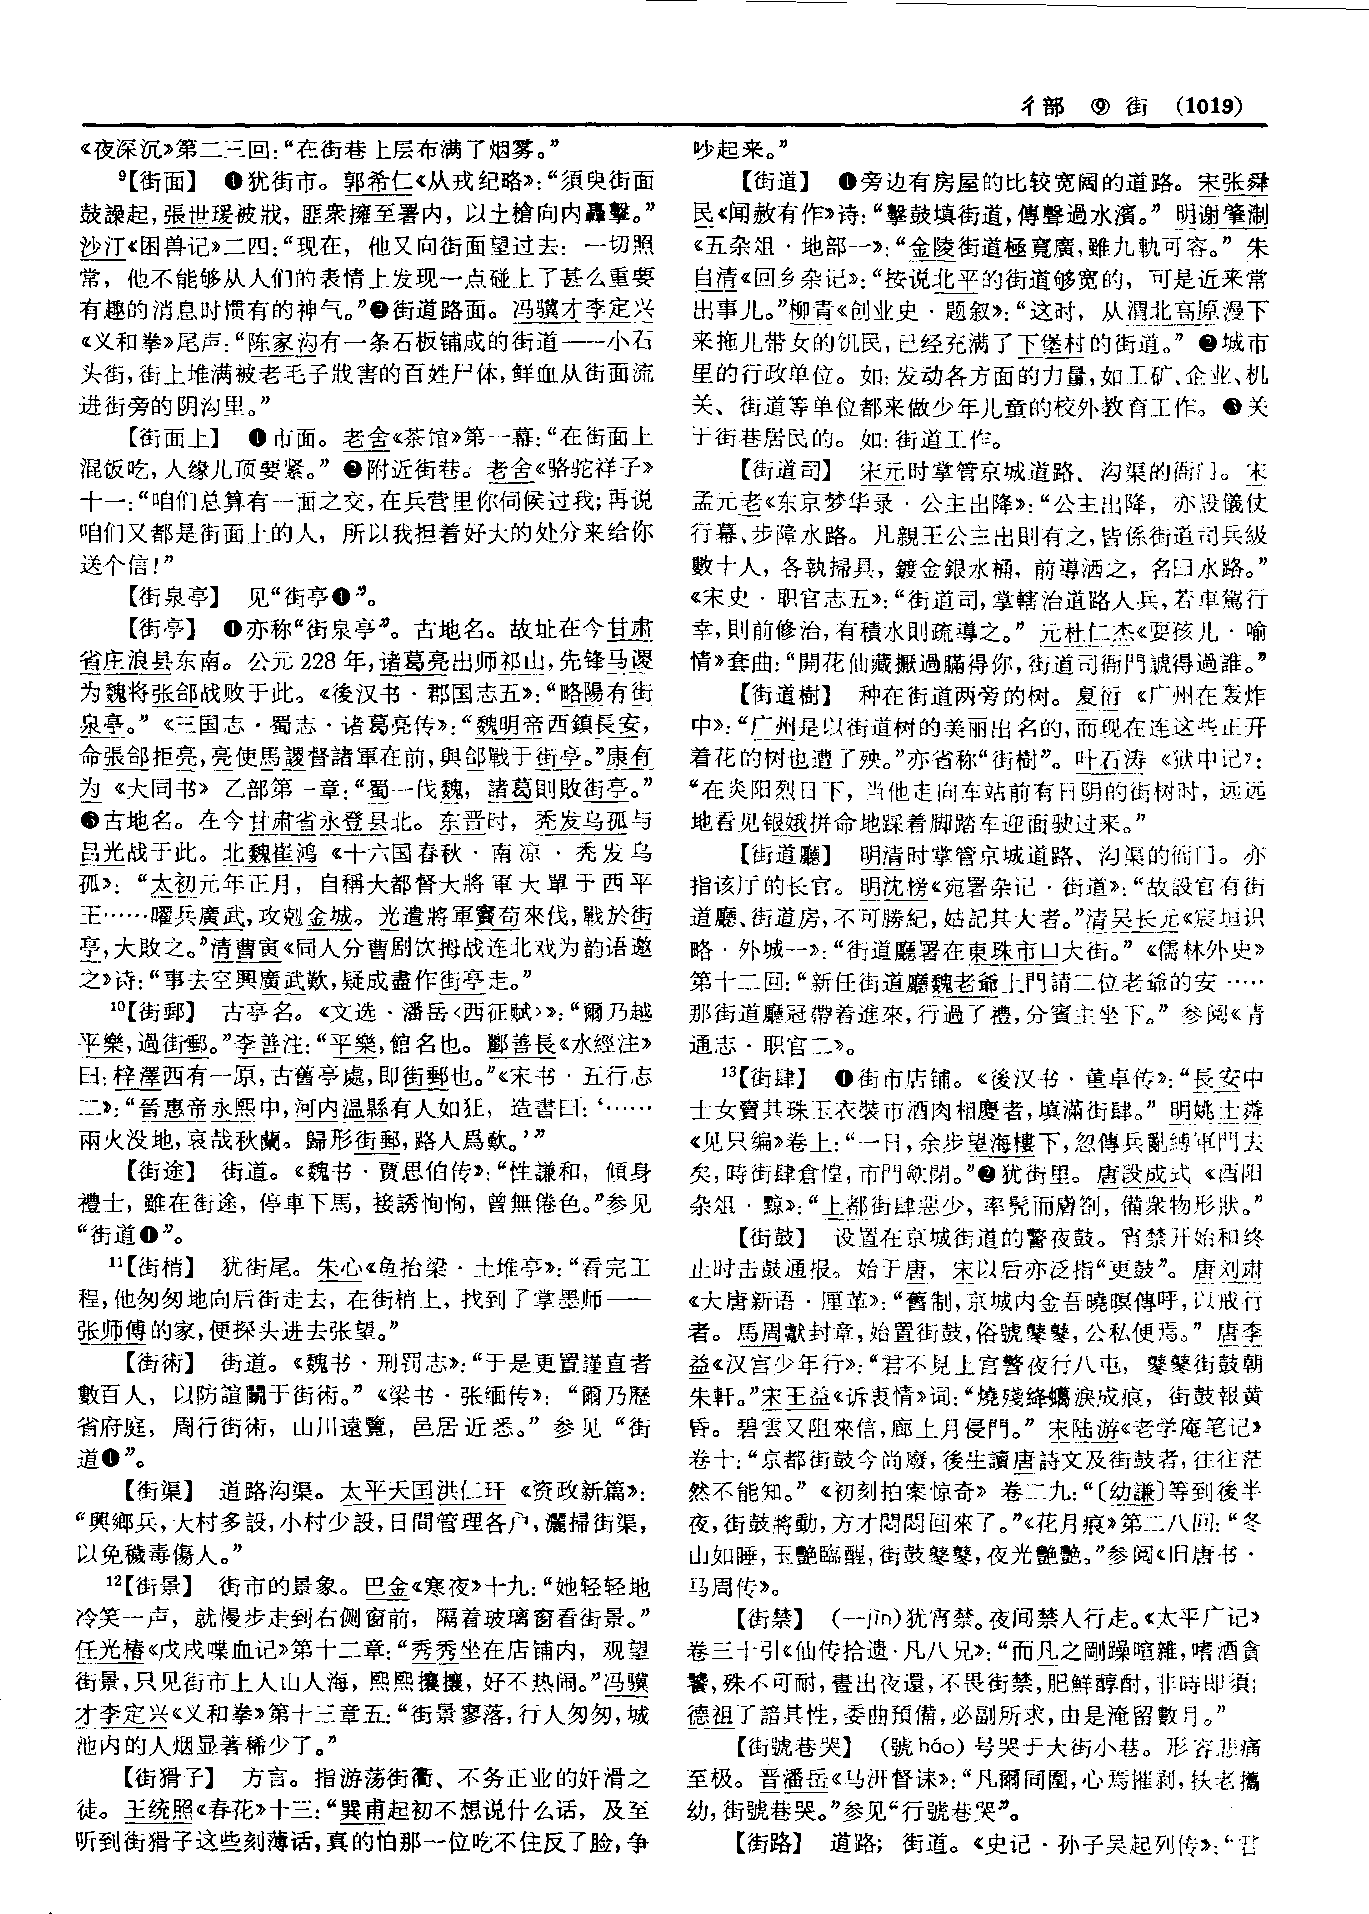 彳部 ⑨ 街 (1019)
《夜深沉》第二三回:“在街巷上层布满了烟雾。”
⁹【街面】 ❶犹街市。郭希仁《从戎纪略》:“須臾街面
鼓譟起,張世瑗被戕,匪衆擁至署内,以土槍向内轟擊。”
沙汀《困兽记》二四:“现在,他又向街面望过去:一切照
常,他不能够从人们的表情上发现一点碰上了甚么重要
有趣的消息时惯有的神气。”❷街道路面。冯骥才李定兴
《义和拳》尾声:“陈家沟有一条石板铺成的街道——小石
头街,街上堆满被老毛子戕害的百姓尸体,鲜血从街面流
进街旁的阴沟里。”
【街面上】 ❶市面。老舍《茶馆》第一幕:“在街面上
混饭吃,人缘儿顶要紧。”❷附近街巷。老舍《骆驼祥子》
十一:“咱们总算有一面之交,在兵营里你伺候过我;再说
咱们又都是街面上的人,所以我担着好大的处分来给你
送个信!”
【街泉亭】 见“街亭❶”。
【街亭】 ❶亦称“街泉亭”。古地名。故址在今甘肃
省庄浪县东南。公元228年,诸葛亮出师祁山,先锋马谡
为魏将张郃战败于此。《後汉书·郡国志五》:“略陽有街
泉亭。”《三国志·蜀志·诸葛亮传》:“魏明帝西鎮長安,
命張郃拒亮,亮使馬謖督諸軍在前,與郃戰于街亭。”康有
为《大同书》乙部第一章:“蜀一伐魏,諸葛則敗街亭。”
❸古地名。在今甘肃省永登县北。东晋时,秃发乌孤与
吕光战于此。北魏崔鸿《十六国春秋·南凉·秃发乌
孤》:“太初元年正月,自稱大都督大將軍大單于西平
王……曜兵廣武,攻剋金城。光遣將軍竇苟來伐,戰於街
亭,大敗之。”清曹寅《同人分曹剧饮拇战连北戏为韵语邀
之》诗:“事去空興廣武歎,疑成盡作街亭走。”
¹⁰【街郵】 古亭名。《文选·潘岳〈西征赋〉》:“爾乃越
平樂,過街郵。”李善注:“平樂,館名也。酈善長《水經注》
曰:梓澤西有一原,古舊亭處,即街郵也。”《宋书·五行志
二》:“晉惠帝永熙中,河内温縣有人如狂,造書曰:‘……
兩火没地,哀哉秋蘭。歸形街郵,路人爲歎。’”
【街途】 街道。《魏书·贾思伯传》:“性謙和,傾身
禮士,雖在街途,停車下馬,接誘恂恂,曾無倦色。”参见
“街道❶”。
¹¹【街梢】 犹街尾。朱心《龟抬梁·土堆亭》:“看完工
程,他匆匆地向后街走去,在街梢上,找到了掌墨师——
张师傅的家,便探头进去张望。”
【街術】 街道。《魏书·刑罚志》:“于是更置謹直者
數百人,以防諠鬭于街術。”《梁书·张缅传》:“爾乃歷
省府庭,周行街術,山川遠覽,邑居近悉。”参见“街
道❶”。
【街渠】 道路沟渠。太平天囯洪仁玕《资政新篇》:
“興鄉兵,大村多設,小村少設,日間管理各户,灑掃街渠,
以免穢毒傷人。”
¹²【街景】 街市的景象。巴金《寒夜》十九:“她轻轻地
冷笑一声,就慢步走到右侧窗前,隔着玻璃窗看街景。”
任光椿《戊戌喋血记》第十二章:“秀秀坐在店铺内,观望
街景,只见街市上人山人海,熙熙攘攘,好不热闹。”冯骥
才李定兴《义和拳》第十三章五:“街景寥落,行人匆匆,城
池内的人烟显著稀少了。”
【街猾子】 方言。指游荡街衢、不务正业的奸滑之
徒。王统照《春花》十三:“巽甫起初不想说什么话,及至
听到街猾子这些刻薄话,真的怕那一位吃不住反了脸,争
吵起来。”
【街道】 ❶旁边有房屋的比较宽阔的道路。宋张舜
民《闻赦有作》诗:“擊鼓填街道,傳聲過水濱。”明谢肇淛
《五杂俎·地部一》:“金陵街道極寬廣,雖九軌可容。”朱
自清《回乡杂记》:“按说北平的街道够宽的,可是近来常
出事儿。”柳青《创业史·题叙》:“这时,从渭北高原漫下
来拖儿带女的饥民,已经充满了下堡村的街道。”❷城市
里的行政单位。如:发动各方面的力量,如工矿、企业、机
关、街道等单位都来做少年儿童的校外教育工作。❸关
于街巷居民的。如:街道工作。
【街道司】 宋元时掌管京城道路、沟渠的衙门。宋
孟元老《东京梦华录·公主出降》:“公主出降,亦設儀仗
行幕、步障水路。凡親王公主出則有之,皆係街道司兵級
數十人,各執掃具,鍍金銀水桶,前導洒之,名曰水路。”
《宋史·职官志五》:“街道司,掌轄治道路人兵,若車駕行
幸,則前修治,有積水則疏導之。”元杜仁杰《耍孩儿·喻
情》套曲:“開花仙藏撅過瞞得你,街道司衙門諕得過誰。”
【街道樹】 种在街道两旁的树。夏衍《广州在轰炸
中》:“广州是以街道树的美丽出名的,而现在连这些正开
着花的树也遭了殃。”亦省称“街樹”。叶石涛《狱中记》:
“在炎阳烈日下,当他走向车站前有日阴的街树时,远远
地看见银娥拼命地踩着脚踏车迎面驶过来。”
【街道廳】 明清时掌管京城道路、沟渠的衙门。亦
指该厅的长官。明沈榜《宛署杂记·街道》:“故設官有街
道廳、街道房,不可勝紀,姑記其大者。”清吴长元《宸垣识
略·外城一》:“街道廳署在東珠市口大街。”《儒林外史》
第十二回:“新任街道廳魏老爺上門請二位老爺的安……
那街道廳冠帶着進來,行過了禮,分賓主坐下。”参阅《清
通志·职官二》。
¹³【街肆】 ❶街市店铺。《後汉书·董卓传》:“長安中
士女賣其珠玉衣裝市酒肉相慶者,填滿街肆。”明姚士粦
《见只编》卷上:“一日,余步望海樓下,忽傳兵亂縛軍門去
矣,時街肆倉惶,市門欻閉。”❷犹街里。唐段成式《酉阳
杂俎·黥》:“上都街肆惡少,率髡而膚劄,備衆物形狀。”
【街鼓】 设置在京城街道的警夜鼓。宵禁开始和终
止时击鼓通报。始于唐,宋以后亦泛指“更鼓”。唐刘肃
《大唐新语·厘革》:“舊制,京城内金吾曉暝傳呼,以戒行
者。馬周獻封章,始置街鼓,俗號鼕鼕,公私便焉。”唐李
益《汉宫少年行》:“君不見上宫警夜行八屯,鼕鼕街鼓朝
朱軒。”宋王益《诉衷情》词:“燒殘絳蠟淚成痕,街鼓報黄
昏。碧雲又阻來信,廊上月侵門。”宋陆游《老学庵笔记》
卷十:“京都街鼓今尚廢,後生讀唐詩文及街鼓者,往往茫
然不能知。”《初刻拍案惊奇》卷二九:“〔幼謙〕等到後半
夜,街鼓將動,方才悶悶回來了。”《花月痕》第二八回:“冬
山如睡,玉艷臨醒,街鼓鼕鼕,夜光艷艷。”参阅《旧唐书·
马周传》。
【街禁】 (—jìn)犹宵禁。夜间禁人行走。《太平广记》
卷三十引《仙传拾遗·凡八兄》:“而凡之剛躁喧雜,嗜酒貪
饕,殊不可耐,晝出夜還,不畏街禁,肥鮮醇酎,非時即須;
德祖了諳其性,委曲預備,必副所求,由是淹留數月。”
【街號巷哭】 (號 háo) 号哭于大街小巷。形容悲痛
至极。晋潘岳《马汧督诔》:“凡爾同圍,心焉摧剥,扶老攜
幼,街號巷哭。”参见“行號巷哭”。
【街路】 道路;街道。《史记·孙子吴起列传》:“君